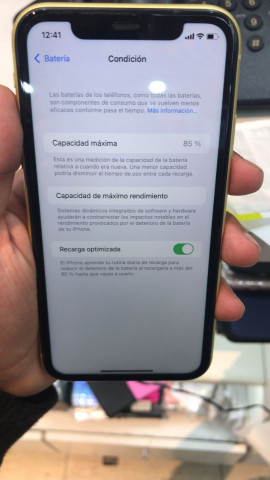 12:41
Batería
Condición
Las baterías de los teléfonos, como todas las baterías,
son componentes de consumo que se vuelven menos
eficaces conforme pasa el tiempo. Más información...
Capacidad máxima
85 %
Esta es una medición de la capacidad de la batería
relativa a cuando era nueva. Una menor capacidad
podría disminuir el tiempo de uso entre cada recarga.
Capacidad de máximo rendimiento
Sistemas dinámicos integrados de software y hardware
ayudarán a contrarrestar los impactos notables en el
rendimiento provocados por el deterioro de la batería
de tu iPhone.
Recarga optimizada
El iPhone aprende tu rutina diaria de recarga para
reducir el deterioro de la batería al recargarla a más del
80 % hasta que vayas a usarlo.